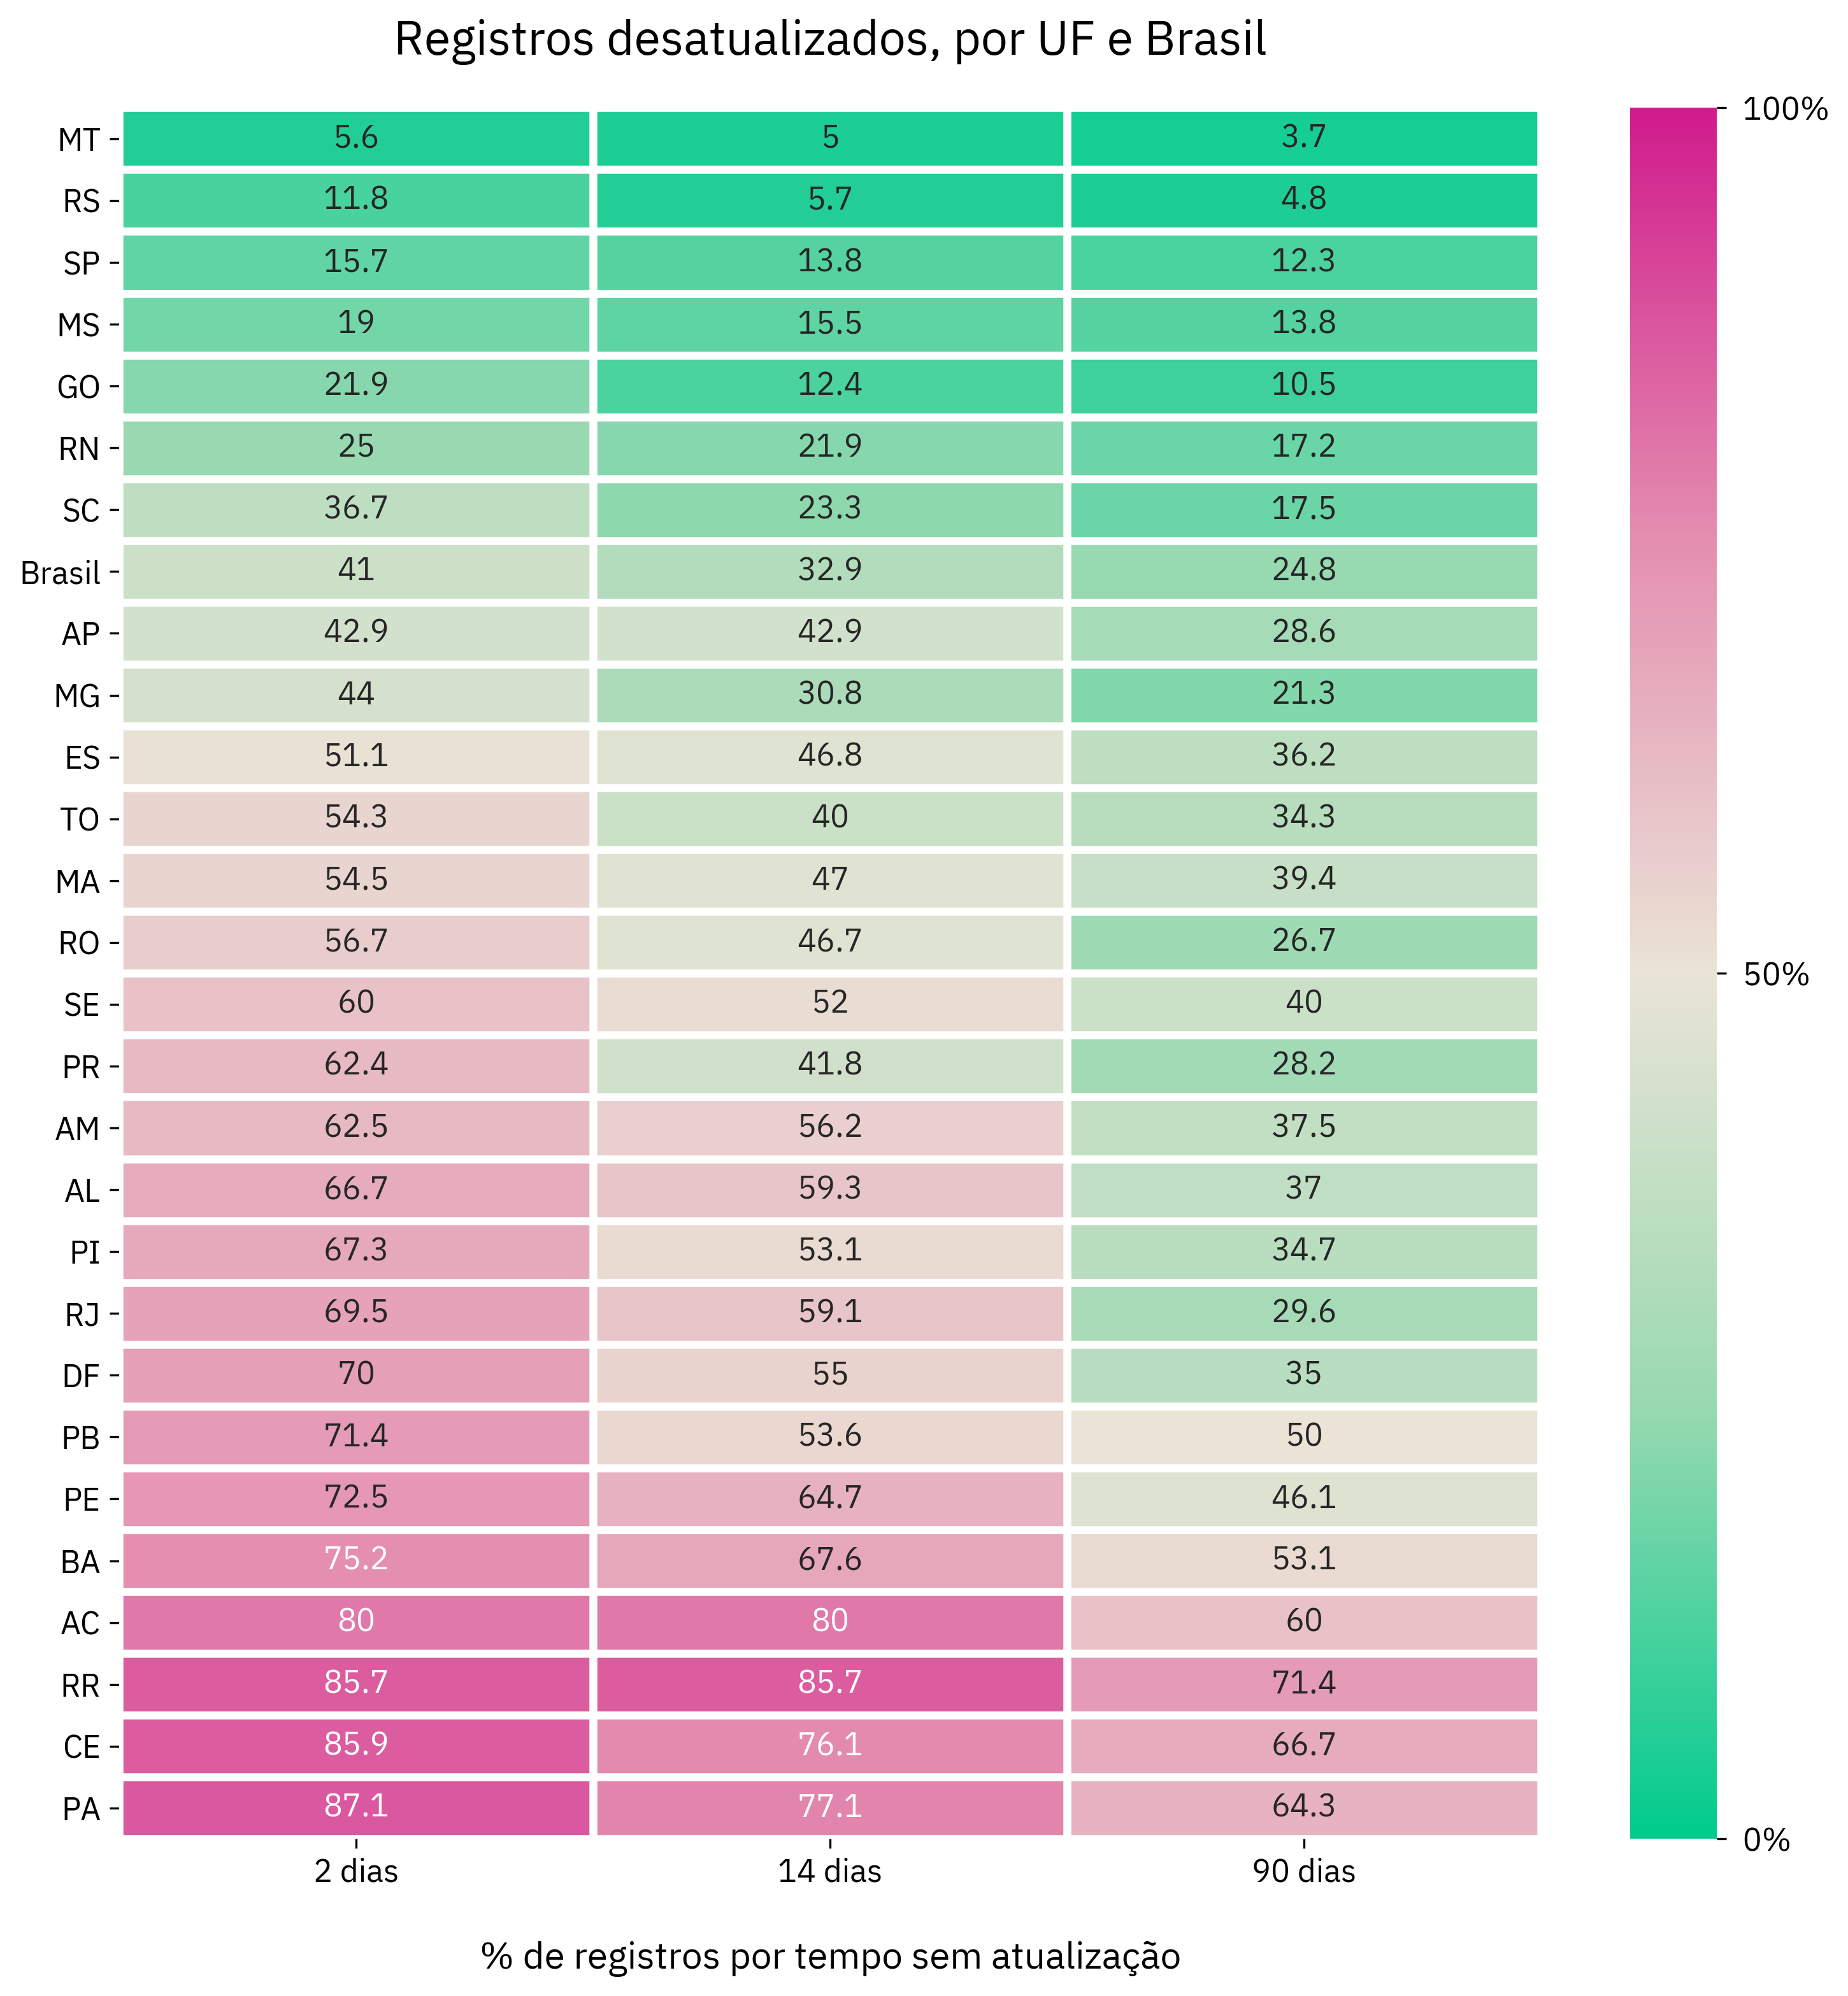 Registros desatualizados, por UF e Brasil
100%
MT 5.6 5 3.7
RS 11.8 5.7 4.8
SP 15.7 13.8 12.3
MS 19 15.5 13.8
GO 21.9 12.4 10.5
RN 25 21.9 17.2
SC 36.7 23.3 17.5
Brasil 41 32.9 24.8
AP 42.9 42.9 28.6
MG 44 30.8 21.3
ES 51.1 46.8 36.2
TO 54.3 40 34.3
MA 54.5 47 39.4
RO 56.7 46.7 26.7
50%
SE 60 52 40
PR 62.4 41.8 28.2
AM 62.5 56.2 37.5
AL 66.7 59.3 37
PI 67.3 53.1 34.7
RJ 69.5 59.1 29.6
DF 70 55 35
PB 71.4 53.6 50
PE 72.5 64.7 46.1
BA 75.2 67.6 53.1
AC 80 80 60
RR 85.7 85.7 71.4
CE 85.9 76.1 66.7
PA 87.1 77.1 64.3
0%
2 dias 14 dias 90 dias
% de registros por tempo sem atualização